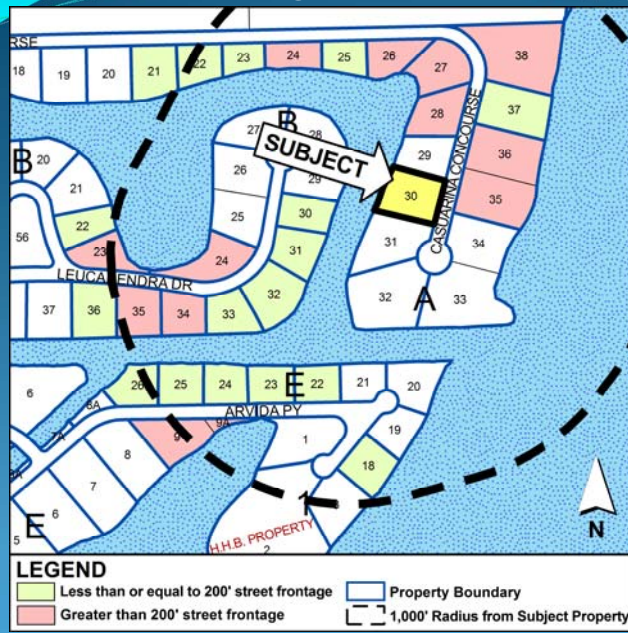 RSE
18 19 20 21 22 23 24 25 26 27 38
37
28
36
29
35
30
31
34
32 A 33
CASUARINA CONCOURSE
SUBJECT
B
27 28
26 29
25 30
31
24
32
33
34
35
36
37
B
20
21
22
23
56
LEUCADENDRA DR
26 25 24 23 E 22 21 20
ARVIDA PY
19
18
1
6
8A
7A
9 9A
8
7
6
5
E
1
H.H.B. PROPERTY
2
N
LEGEND
Less than or equal to 200' street frontage
Greater than 200' street frontage
Property Boundary
1,000' Radius from Subject Property